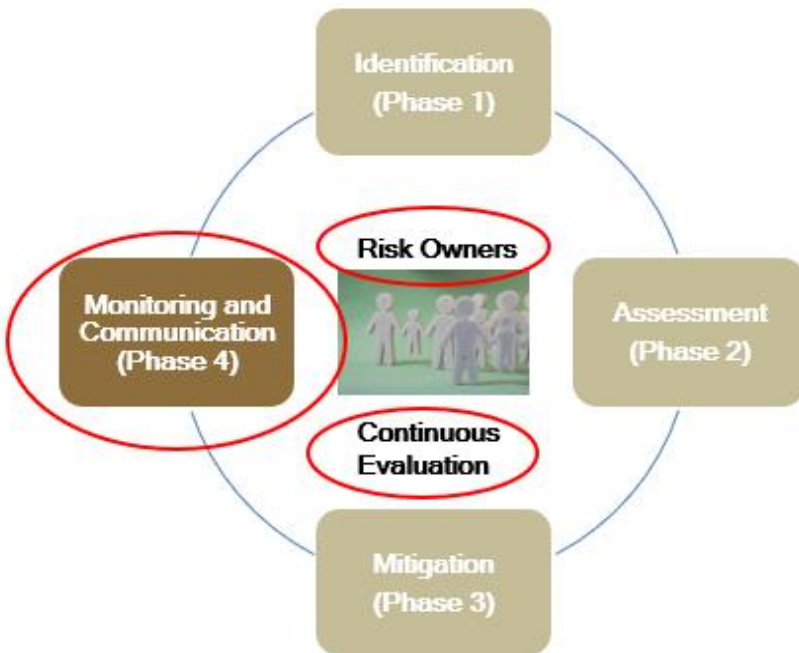 Identification
(Phase 1)
Risk Owners
Monitoring and
Communication
(Phase 4)
Assessment
(Phase 2)
Continuous
Evaluation
Mitigation
(Phase 3)